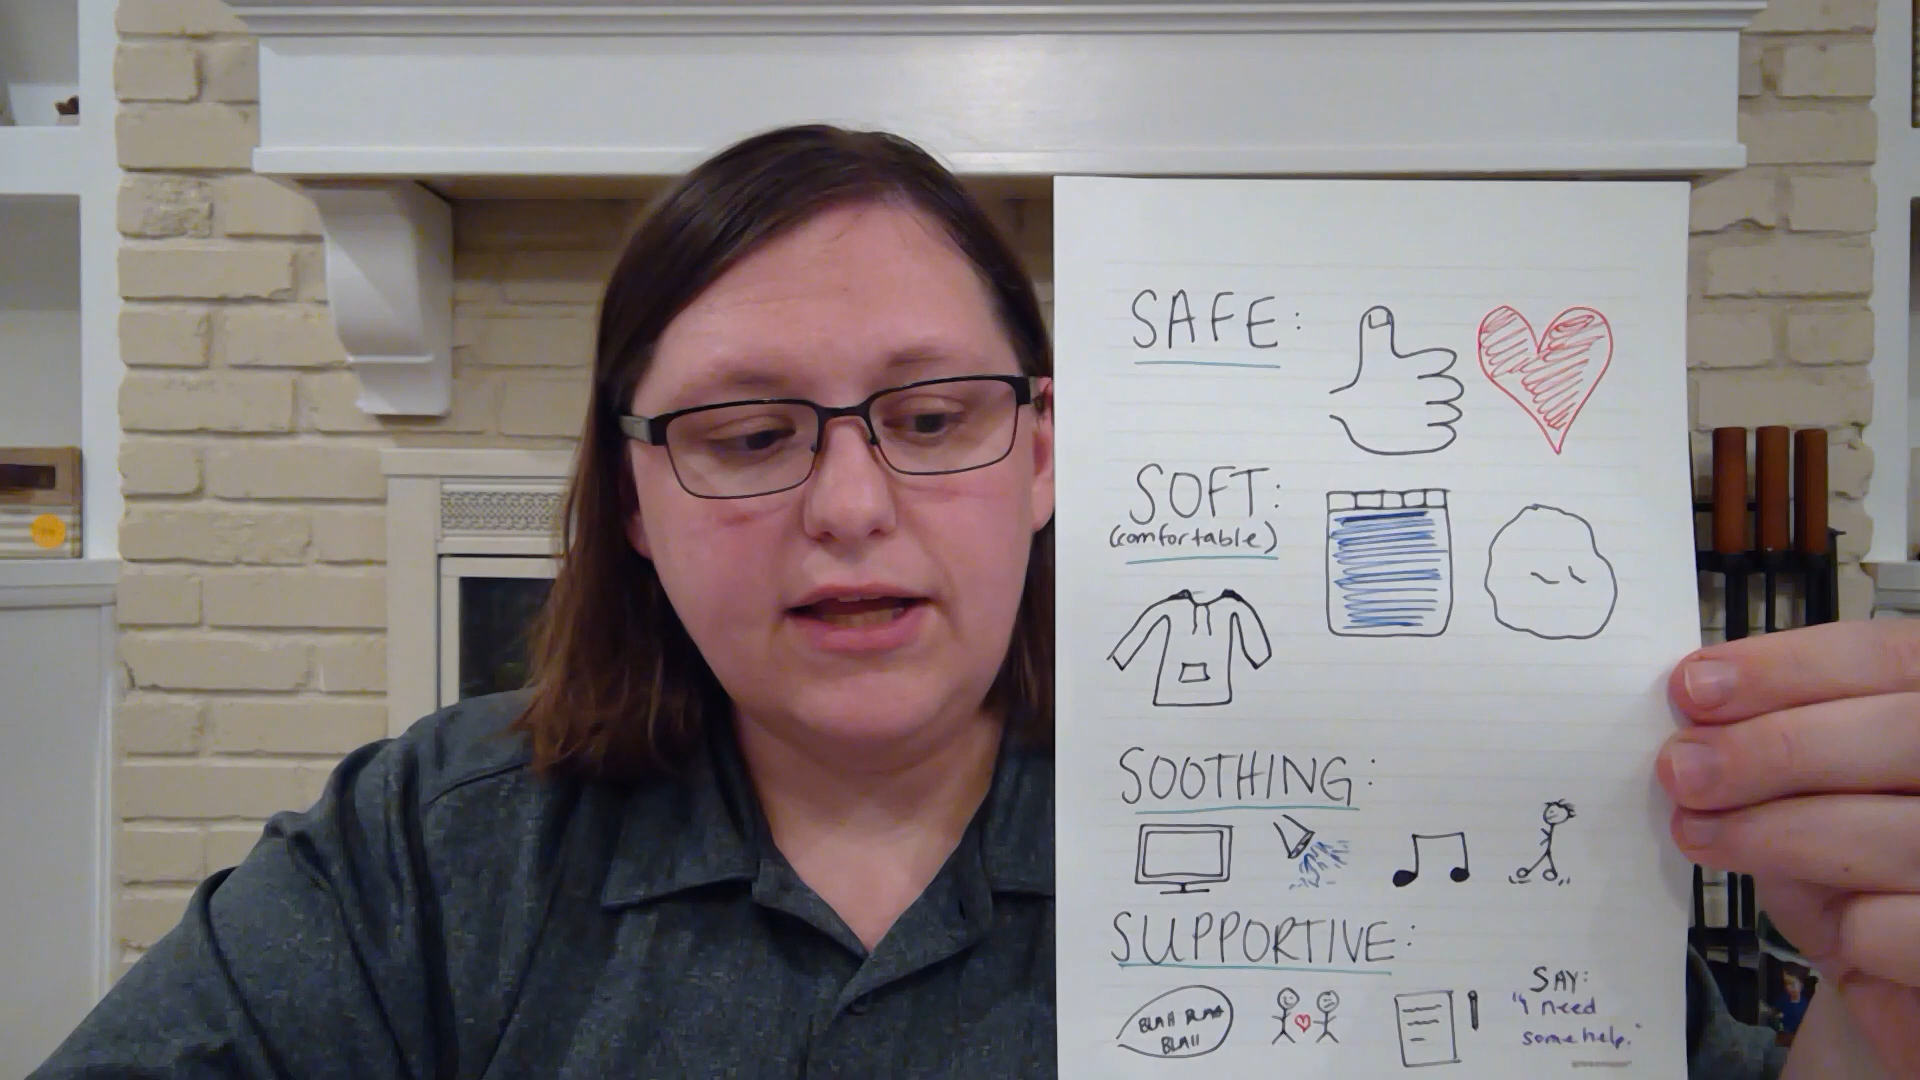 SAFE:
SOFT:
(comfortable)
SOOTHING:
SUPPORTIVE:
BLAH BLAH
BLAH
SAY:
"I need
some help."